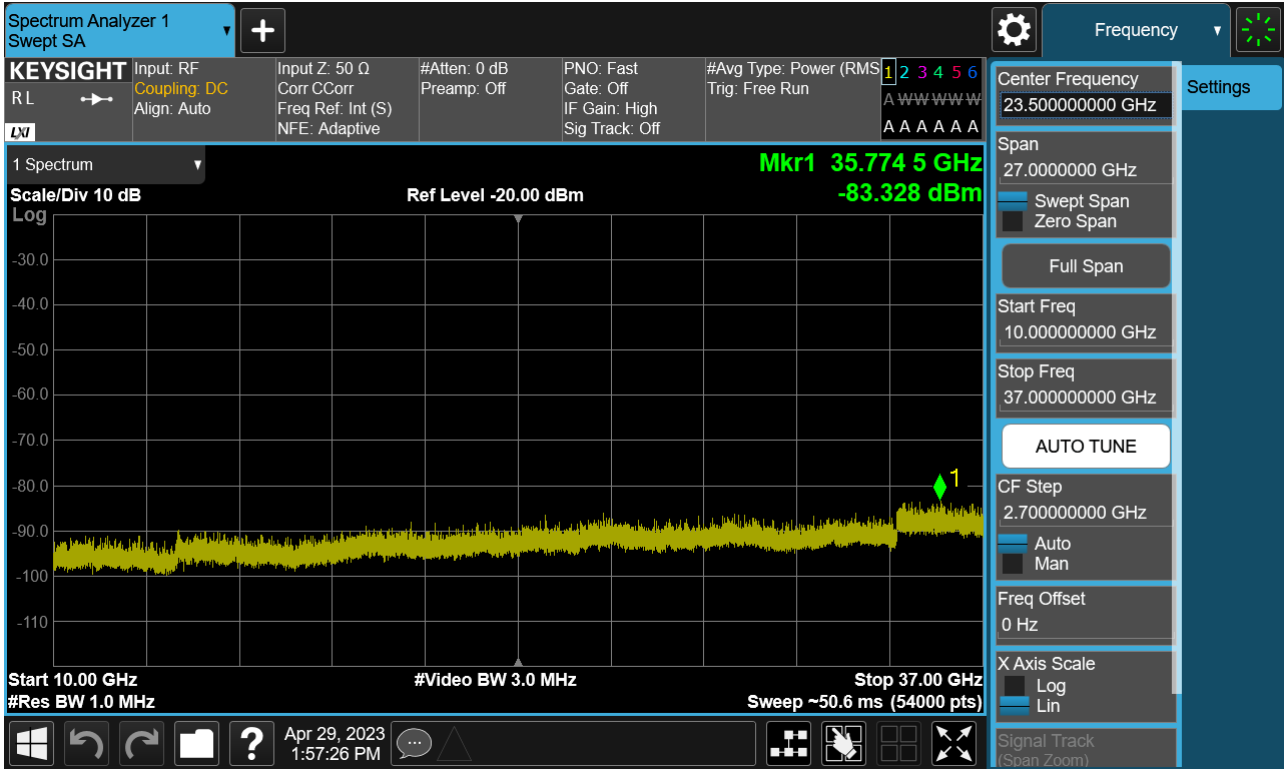 Spectrum Analyzer 1
Swept SA
Frequency
KEYSIGHT
R L
LXI
Input: RF
Coupling: DC
Align: Auto
Input Z: 50 Ω
Corr CCorr
Freq Ref: Int (S)
NFE: Adaptive
#Atten: 0 dB
Preamp: Off
PNO: Fast
Gate: Off
IF Gain: High
Sig Track: Off
#Avg Type: Power (RMS
Trig: Free Run
1 2 3 4 5 6
A W W W W W
A A A A A A
1 Spectrum
Mkr1 35.774 5 GHz
-83.328 dBm
Scale/Div 10 dB
Ref Level -20.00 dBm
Log
-30.0
-40.0
-50.0
-60.0
-70.0
-80.0
-90.0
-100
-110
1
Start 10.00 GHz
#Video BW 3.0 MHz
Stop 37.00 GHz
#Res BW 1.0 MHz
Sweep ~50.6 ms (54000 pts)
Apr 29, 2023
1:57:26 PM
?
Center Frequency
23.500000000 GHz
Span
27.0000000 GHz
Swept Span
Zero Span
Full Span
Start Freq
10.000000000 GHz
Stop Freq
37.000000000 GHz
AUTO TUNE
CF Step
2.700000000 GHz
Auto
Man
Freq Offset
0 Hz
X Axis Scale
Log
Lin
Signal Track
(Span Zoom)
Settings